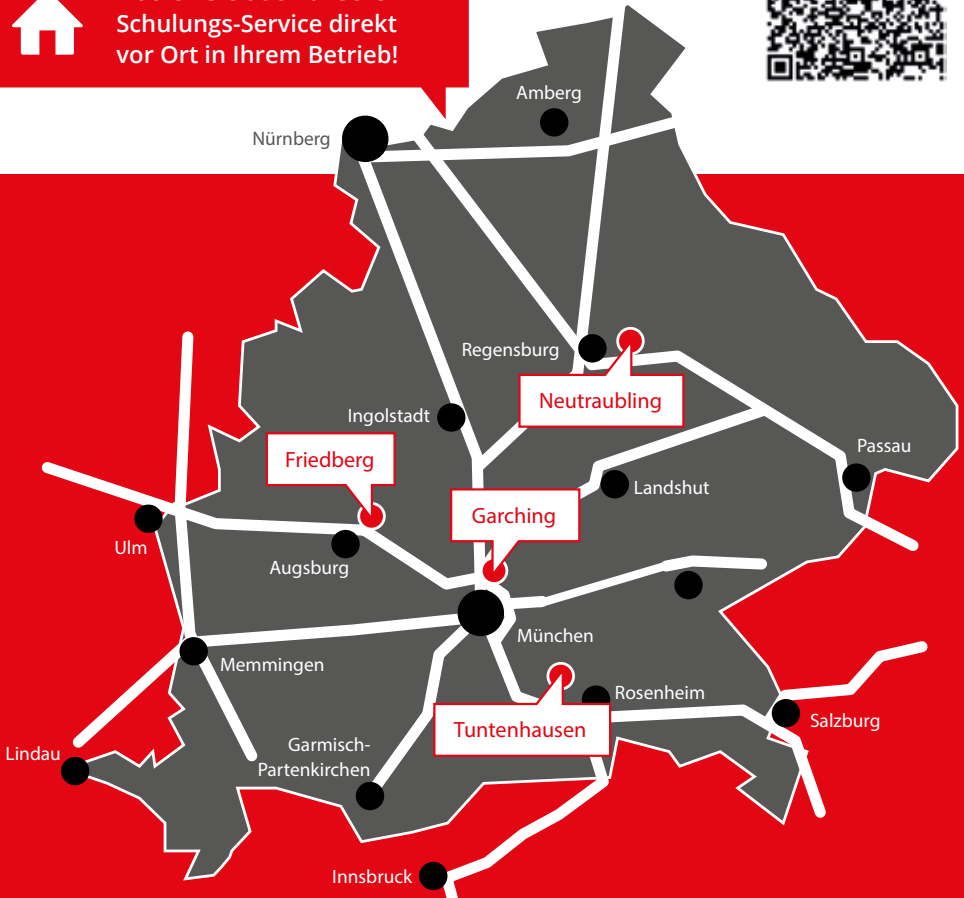 Schulungs-Service direkt
vor Ort in Ihrem Betrieb!
Amberg
Nürnberg
Regensburg
Neutraubling
Ingolstadt
Friedberg
Passau
Landshut
Garching
Ulm
Augsburg
München
Memmingen
Rosenheim
Salzburg
Tuntenhausen
Garmisch-
Partenkirchen
Lindau
Innsbruck